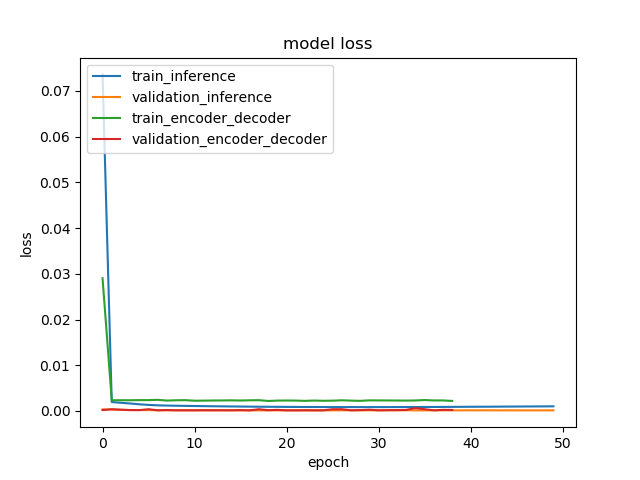 model loss
train_inference
validation_inference
train_encoder_decoder
validation_encoder_decoder
loss
0.07
0.06
0.05
0.04
0.03
0.02
0.01
0.00
0 10 20 30 40 50
epoch